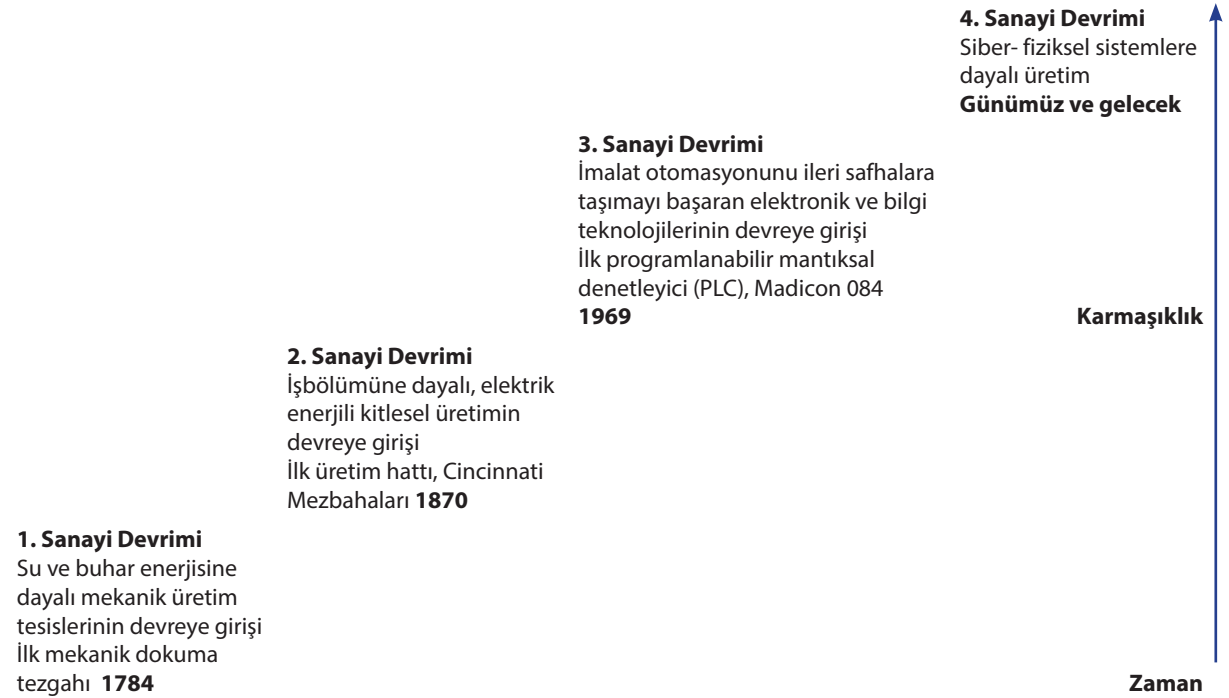 4. Sanayi Devrimi
Siber- fiziksel sistemlere
dayalı üretim
Günümüz ve gelecek
3. Sanayi Devrimi
İmalat otomasyonunu ileri safhalara
taşımayı başaran elektronik ve bilgi
teknolojilerinin devreye girişi
İlk programlanabilir mantıksal
denetleyici (PLC), Madicon 084
1969
Karmaşıklık
2. Sanayi Devrimi
İşbölümüne dayalı, elektrik
enerjili kitlesel üretimin
devreye girişi
İlk üretim hattı, Cincinnati
Mezbahaları 1870
1. Sanayi Devrimi
Su ve buhar enerjisine
dayalı mekanik üretim
tesislerinin devreye girişi
İlk mekanik dokuma
tezgahı 1784
Zaman